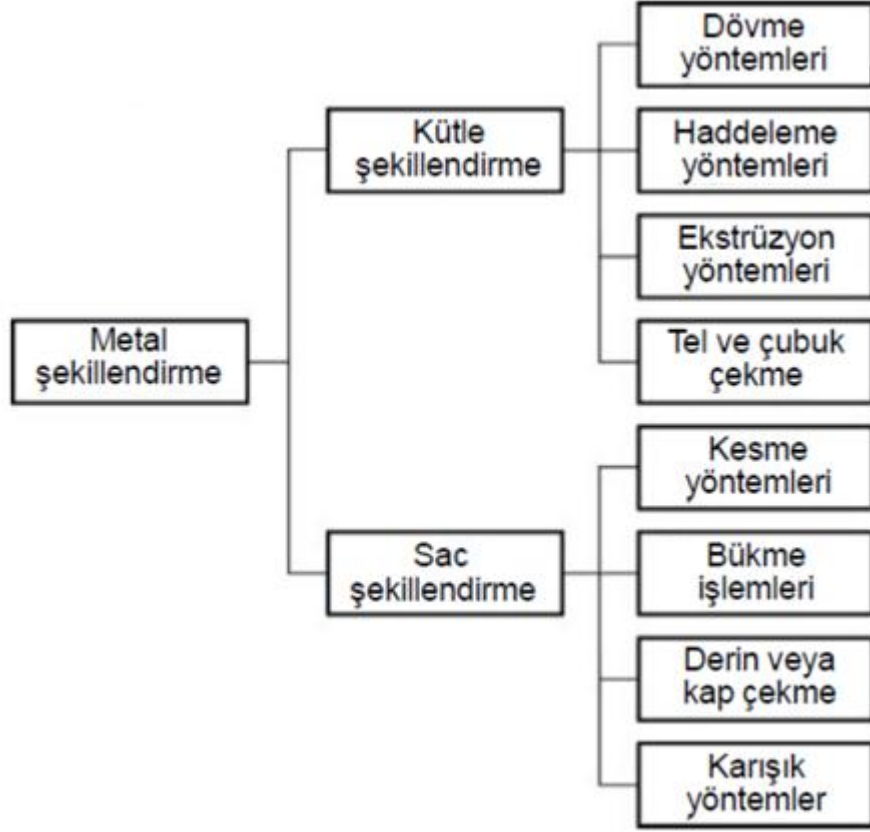 Metal
şekillendirme
Kütle
şekillendirme
Dövme
yöntemleri
Haddeleme
yöntemleri
Ekstrüzyon
yöntemleri
Tel ve çubuk
çekme
Sac
şekillendirme
Kesme
yöntemleri
Bükme
işlemleri
Derin veya
kap çekme
Karışık
yöntemler